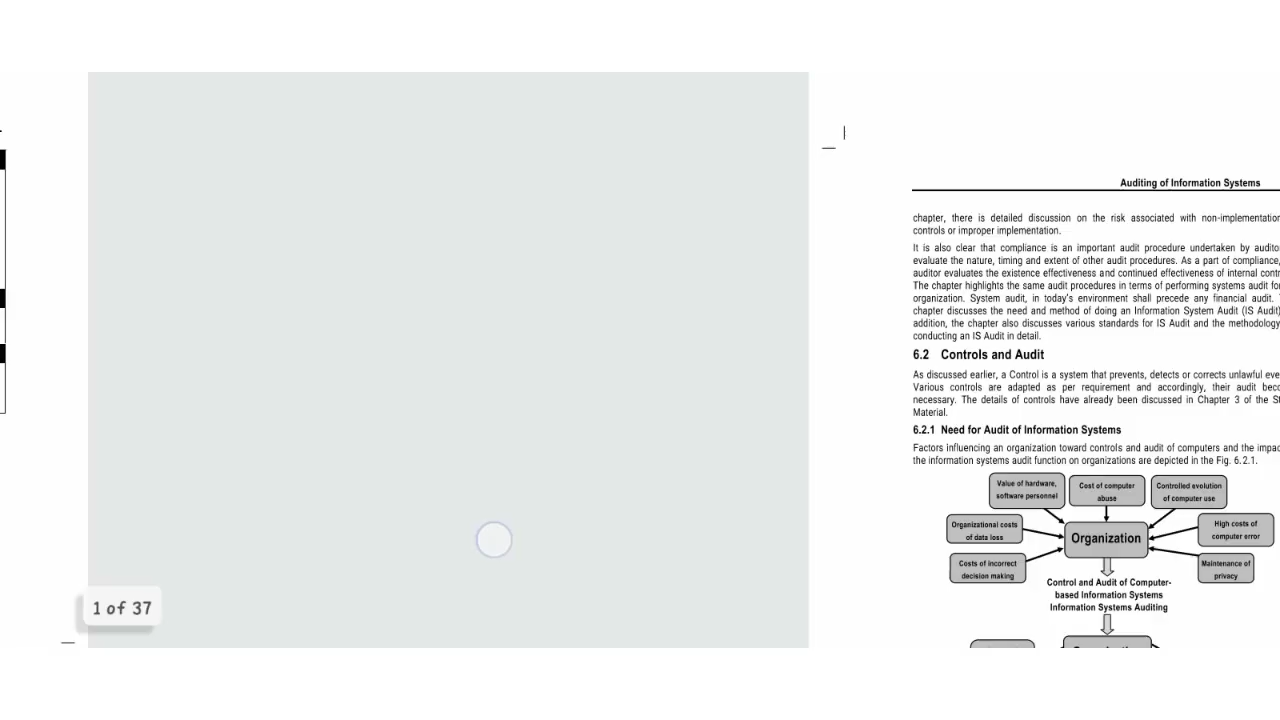 Auditing of Information Systems
chapter, there is detailed discussion on the risk associated with non-implementation
controls or improper implementation.
It is also clear that compliance is an important audit procedure undertaken by
evaluate the nature, timing and extent of other audit procedures. As a part of compliance,
auditor evaluates the existence effectiveness and continued effectiveness of internal
The chapter highlights the same audit procedures in terms of performing systems audit for
organization. System audit, in today's environment shall precede any financial audit.
chapter discusses the need and method of doing an Information System Audit (IS Audit)
addition, the chapter also discusses various standards for IS Audit and the methodology
conducting an IS Audit in detail.
6.2 Controls and Audit
As discussed earlier, a Control is a system that prevents, detects or corrects unlawful
Various controls are adapted as per requirement and accordingly, their audit
necessary. The details of controls have already been discussed in Chapter 3 of the
Material.
6.2.1 Need for Audit of Information Systems
Factors influencing an organization toward controls and audit of computers and the
the information systems audit function on organizations are depicted in the Fig. 6.2.1.
Value of hardware,
software personnel
Cost of computer
abuse
Controlled evolution
of computer use
Organizational costs
of data loss
Organization
High costs of
computer error
Costs of incorrect
decision making
Maintenance of
privacy
Control and Audit of Computer-
based Information Systems
Information Systems Auditing
1 of 37